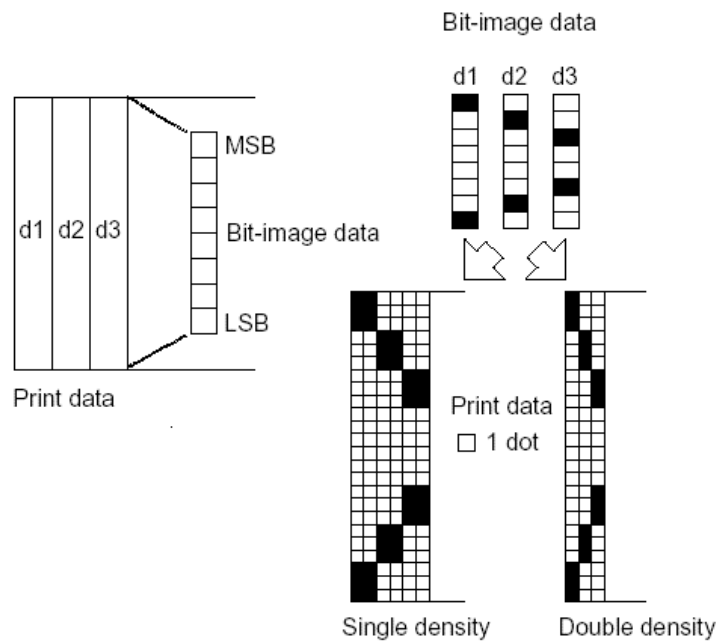 Bit-image data
d1 d2 d3
MSB
d1 d2 d3
Bit-image data
LSB
Print data
Print data
1 dot
Single density
Double density